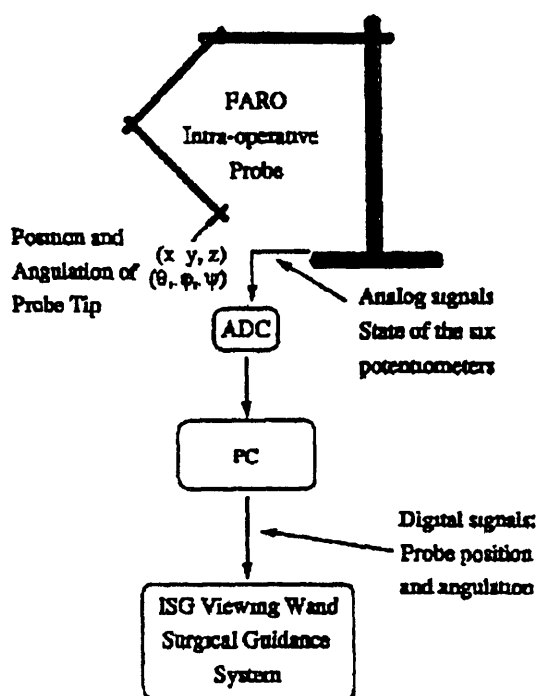 FARO
Intra-operative
Probe
Position and
Angulation of
Probe Tip
(x y, z)
(θ, φ, ψ)
Analog signals
State of the six
potentiometers
ADC
PC
Digital signals:
Probe position
and angulation
ISG Viewing Wand
Surgical Guidance
System